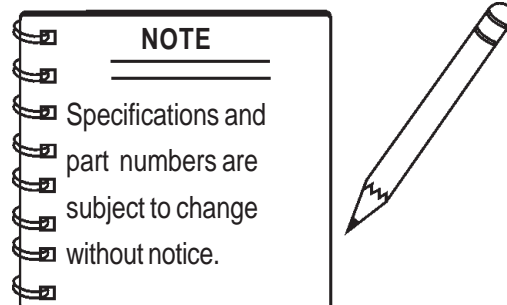 NOTE
Specifications and
part numbers are
subject to change
without notice.